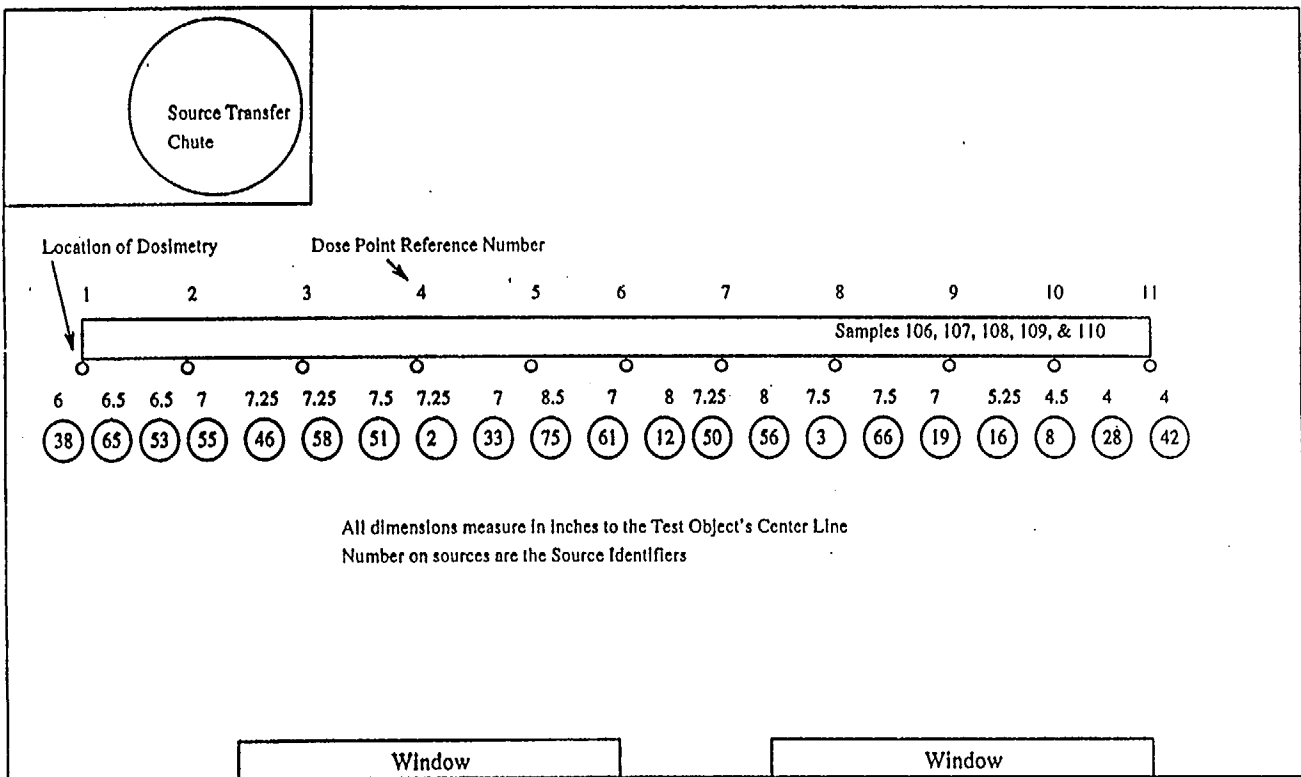 Source Transfer
Chute
Location of Dosimetry
Dose Point Reference Number
1 2 3 4 5 6 7 8 9 10 11
Samples 106, 107, 108, 109, & 110
6 6.5 6.5 7 7.25 7.25 7.5 7.25 7 8.5 7 8 7.25 8 7.5 7.5 7 5.25 4.5 4 4
38 65 53 55 46 58 51 2 33 75 61 12 50 56 3 66 19 16 8 28 42
All dimensions measure in inches to the Test Object's Center Line
Number on sources are the Source Identifiers
Window
Window